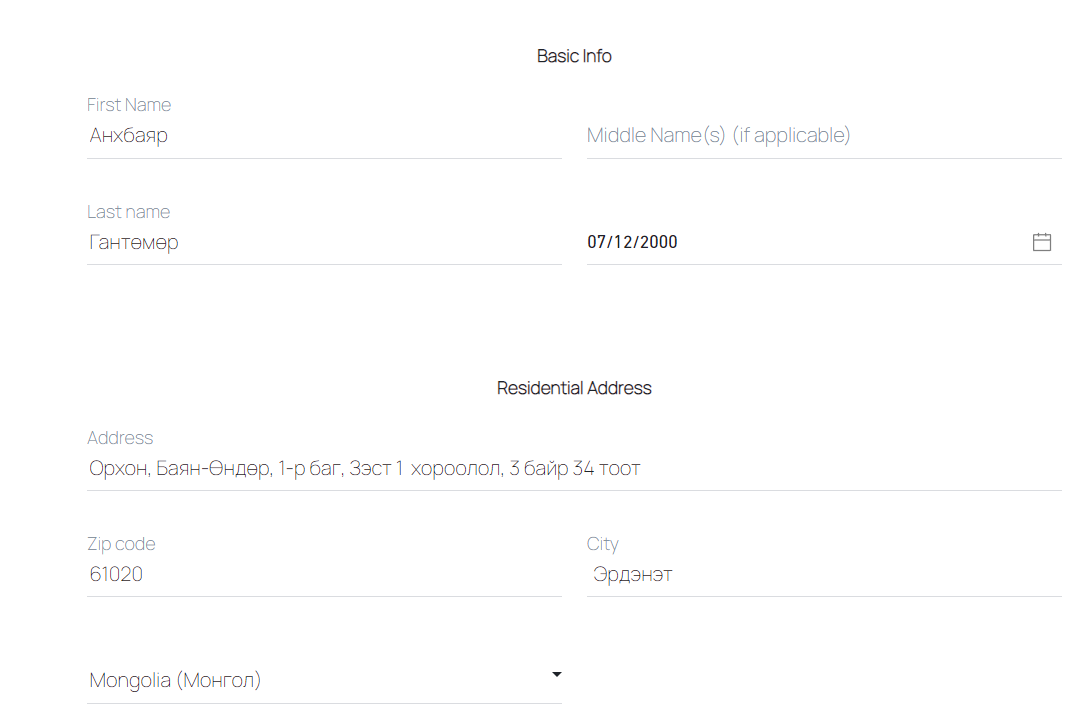 Basic Info
First Name
Анхбаяр
Middle Name(s) (if applicable)
Last name
Гантөмөр
07/12/2000
Residential Address
Address
Орхон, Баян-Өндөр, 1-р баг, Зэст 1 хороолол, 3 байр 34 тоот
Zip code
61020
City
Эрдэнэт
Mongolia (Монгол)